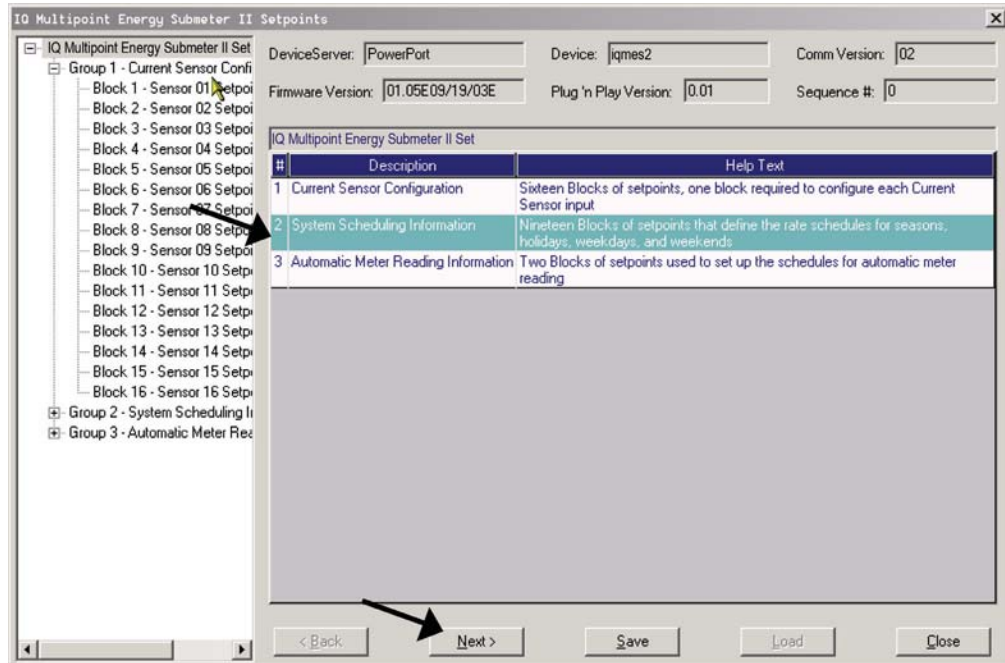 IQ Multipoint Energy Submeter II Setpoints
IQ Multipoint Energy Submeter II Set
Group 1 - Current Sensor Confi
Block 1 - Sensor 01 Setpoi
Block 2 - Sensor 02 Setpoi
Block 3 - Sensor 03 Setpoi
Block 4 - Sensor 04 Setpoi
Block 5 - Sensor 05 Setpoi
Block 6 - Sensor 06 Setpoi
Block 7 - Sensor 07 Setpoi
Block 8 - Sensor 08 Setpo
Block 9 - Sensor 09 Setpoi
Block 10 - Sensor 10 Setp
Block 11 - Sensor 11 Setp
Block 12 - Sensor 12 Setp
Block 13 - Sensor 13 Setp
Block 14 - Sensor 14 Setp
Block 15 - Sensor 15 Setp
Block 16 - Sensor 16 Setp
Group 2 - System Scheduling I
Group 3 - Automatic Meter Rea
DeviceServer: PowerPort Device: iqmes2 Comm Version: 02
Firmware Version: 01.05E09/19/03E Plug 'n Play Version: 0.01 Sequence #: 0
IQ Multipoint Energy Submeter II Set
# Description Help Text
1 Current Sensor Configuration Sixteen Blocks of setpoints, one block required to configure each Current
Sensor input
2 System Scheduling Information Nineteen Blocks of setpoints that define the rate schedules for seasons,
holidays, weekdays, and weekends
3 Automatic Meter Reading Information Two Blocks of setpoints used to set up the schedules for automatic meter
reading
< Back Next > Save Load Close